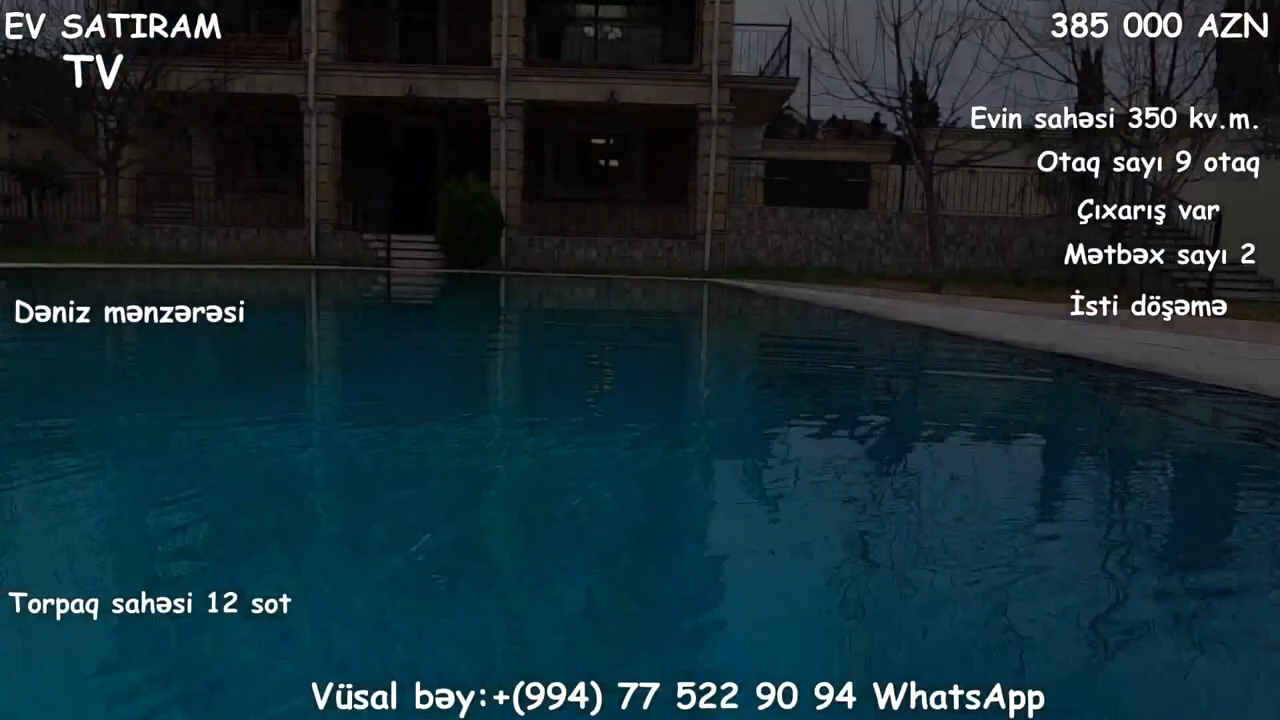 EV SATIRAM
TV
385 000 AZN
Evin sahəsi 350 kv.m.
Otaq sayı 9 otaq
Çıxarış var
Mətbəx sayı 2
İsti döşəmə
Dəniz mənzərəsi
Torpaq sahəsi 12 sot
Vüsal bəy:+(994) 77 522 90 94 WhatsApp